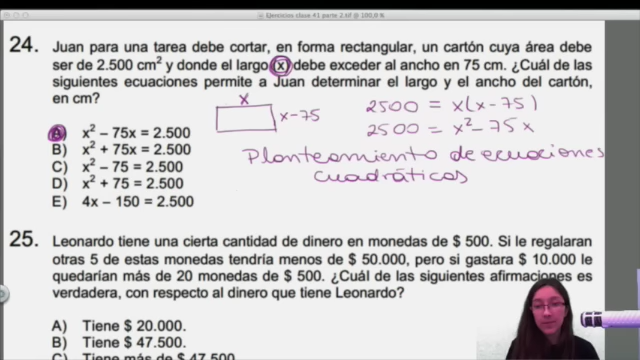 Ejercicios clase 41 parte 2.tif @ 100,0 %
24. Juan para una tarea debe cortar, en forma rectangular, un cartón cuya área debe
ser de 2.500 cm² y donde el largo (x) debe exceder al ancho en 75 cm. ¿Cuál de las
siguientes ecuaciones permite a Juan determinar el largo y el ancho del cartón,
en cm?
x
x - 75
2500 = x(x - 75)
2500 = x² - 75x
A) x² – 75x = 2.500
B) x² + 75x = 2.500
C) x² – 75 = 2.500
D) x² + 75 = 2.500
E) 4x – 150 = 2.500
Planteamiento de ecuaciones
cuadráticas
25. Leonardo tiene una cierta cantidad de dinero en monedas de $ 500. Si le regalaran
otras 5 de estas monedas tendría menos de $ 50.000, pero si gastara $ 10.000 le
quedarían más de 20 monedas de $ 500. ¿Cuál de las siguientes afirmaciones es
verdadera, con respecto al dinero que tiene Leonardo?
A) Tiene $ 20.000.
B) Tiene $ 47.500.
C) Tiene más de $ 47.500